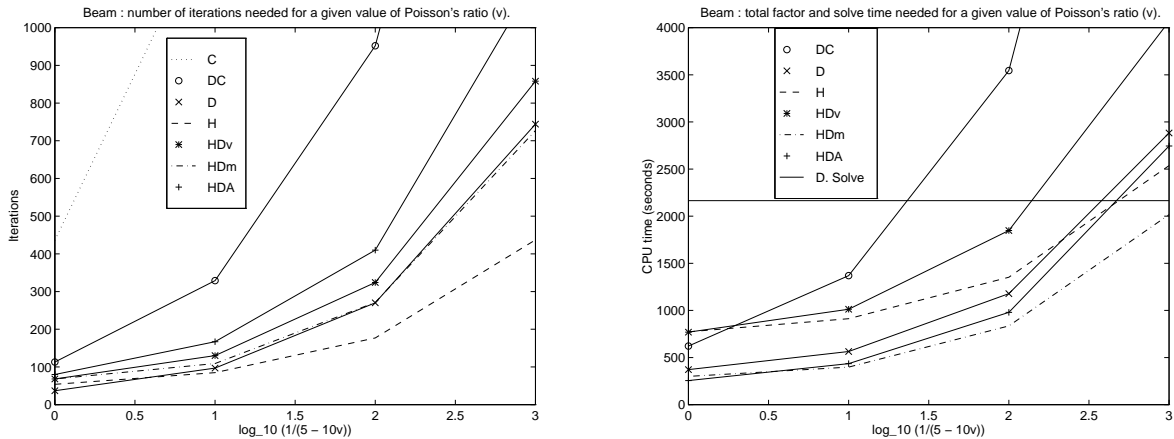 Beam : number of iterations needed for a given value of Poisson's ratio (v).
1000
900
800
700
600
500
400
300
200
100
0
Iterations
C
DC
D
H
HDv
HDm
HDA
0
0.5
1
1.5
2
2.5
3
log_10 (1/(5 − 10v))
Beam : total factor and solve time needed for a given value of Poisson's ratio (v).
4000
3500
3000
2500
2000
1500
1000
500
0
CPU time (seconds)
DC
D
H
HDv
HDm
HDA
D. Solve
0
0.5
1
1.5
2
2.5
3
log_10 (1/(5 − 10v))